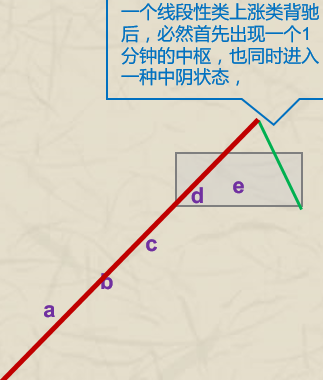 一个线段性类上涨类背驰
后，必然首先出现一个1
分钟的中枢，也同时进入
一种中阴状态，
e
d
c
b
a